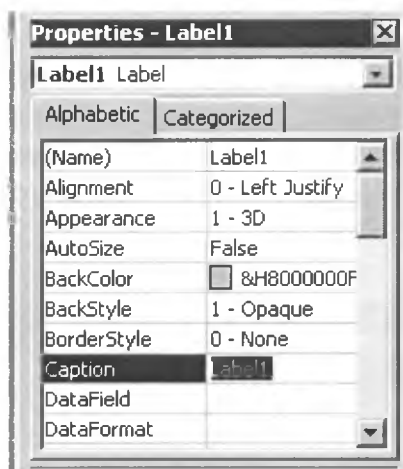 Properties - Label1
Label1 Label
Alphabetic Categorized
(Name) Label1
Alignment 0 - Left Justify
Appearance 1 - 3D
AutoSize False
BackColor &H8000000F
BackStyle 1 - Opaque
BorderStyle 0 - None
Caption Label1
DataField
DataFormat